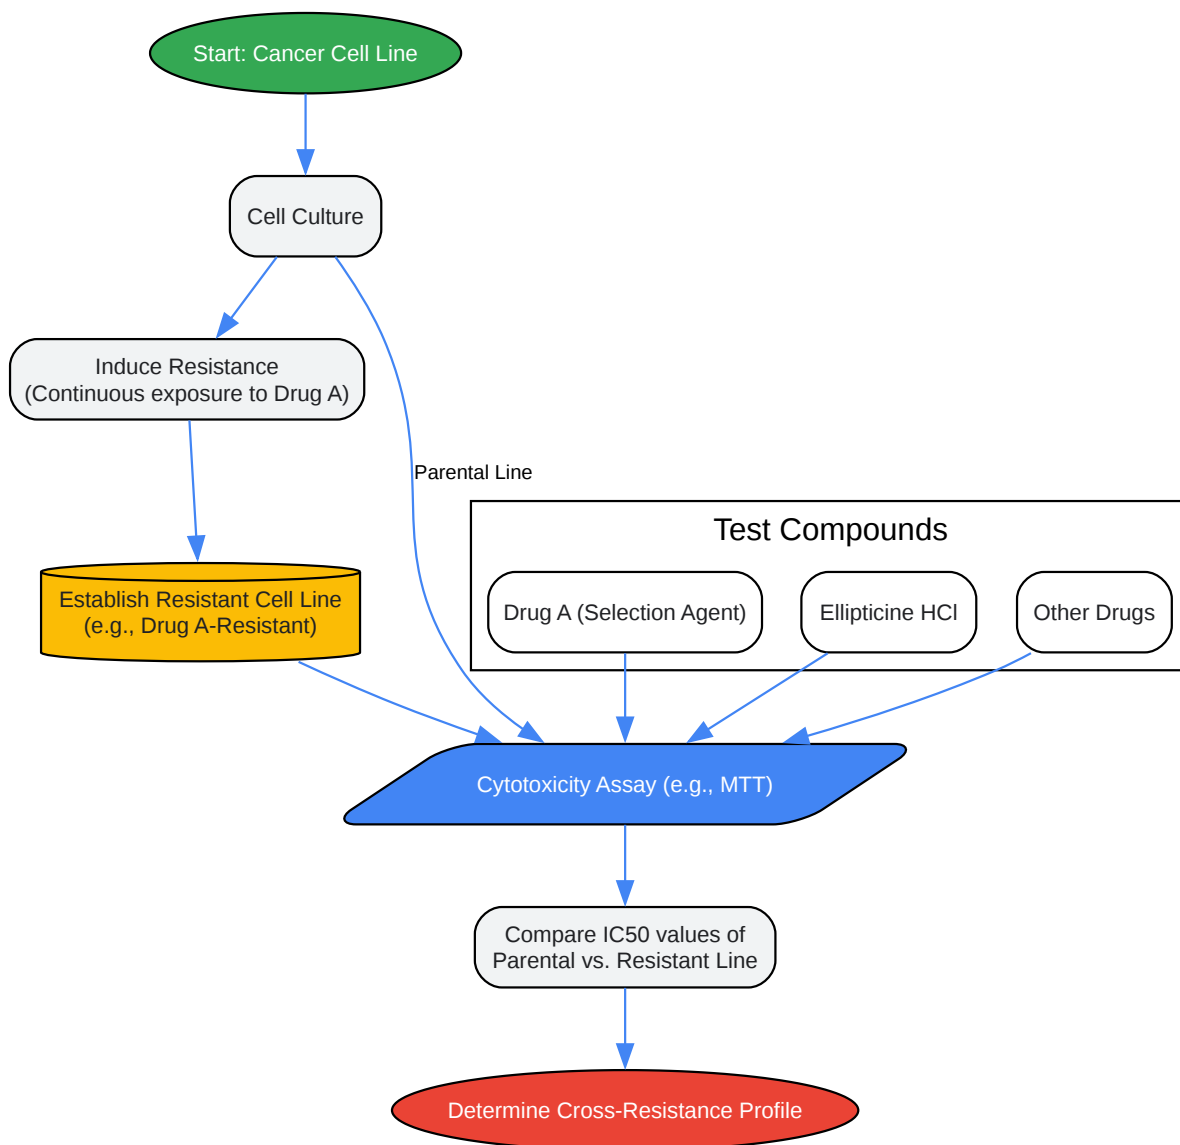 Start: Cancer Cell Line
Cell Culture
Induce Resistance
(Continuous exposure to Drug A)
Parental Line
Test Compounds
Drug A (Selection Agent)
Ellipticine HCl
Other Drugs
Establish Resistant Cell Line
(e.g., Drug A-Resistant)
Cytotoxicity Assay (e.g., MTT)
Compare IC50 values of
Parental vs. Resistant Line
Determine Cross-Resistance Profile